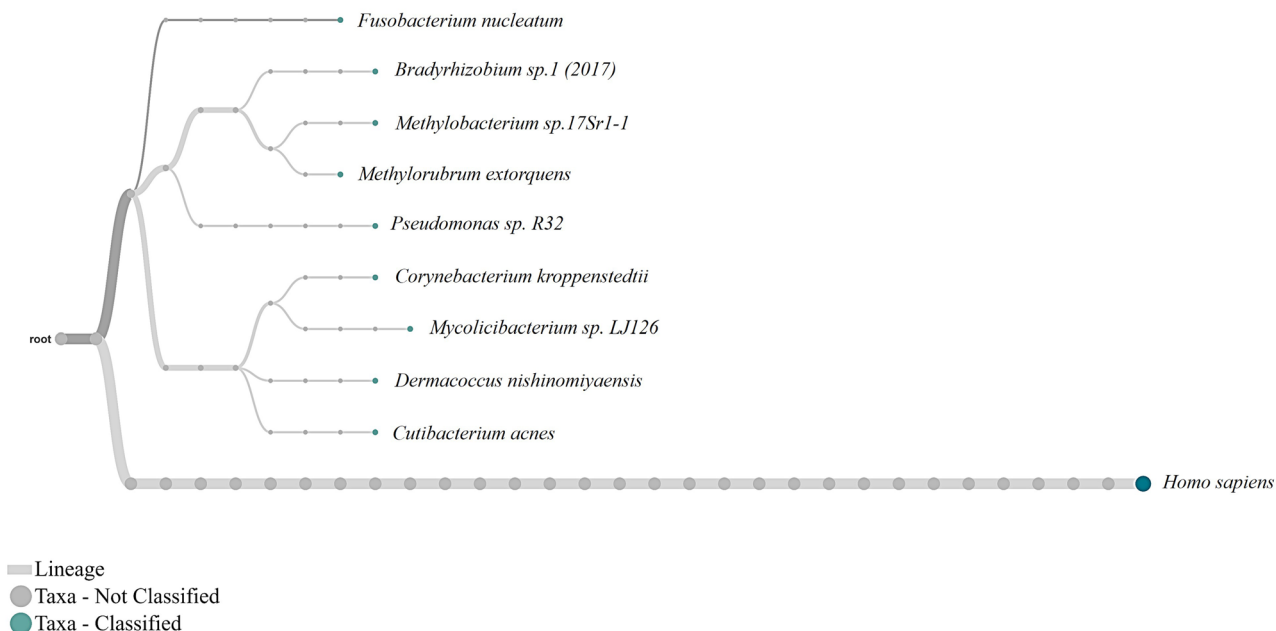 Fusobacterium nucleatum
Bradyrhizobium sp.1 (2017)
Methylobacterium sp.17Sr1-1
Methylorubrum extorquens
Pseudomonas sp. R32
Corynebacterium kroppenstedtii
Mycolicibacterium sp. LJ126
root
Dermacoccus nishinomiyaensis
Cutibacterium acnes
Homo sapiens
Lineage
Taxa - Not Classified
Taxa - Classified